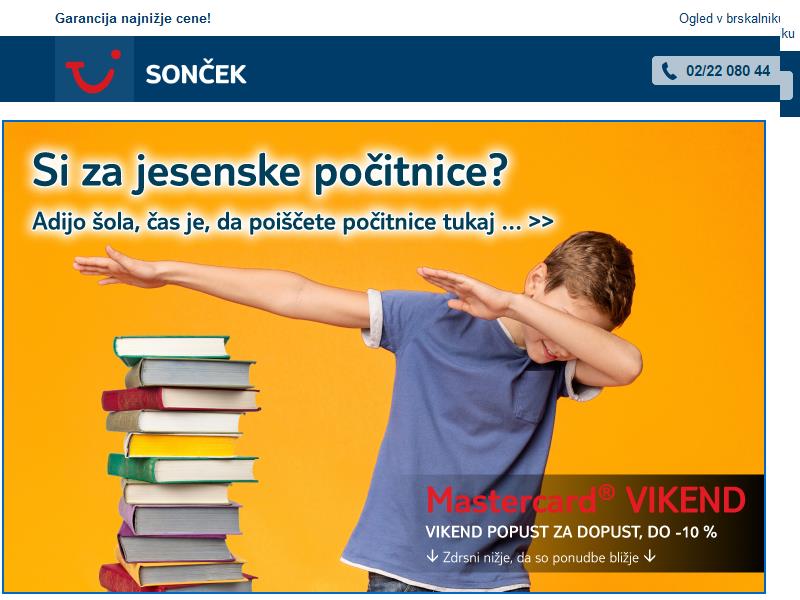 Garancija najnižje cene!
Ogled v brskalniku
ku
SONČEK
02/22 080 44
Si za jesenske počitnice?
Adijo šola, čas je, da poiščete počitnice tukaj ... >>
Mastercard® VIKEND
VIKEND POPUST ZA DOPUST, DO -10 %
↓ Zdrsni nižje, da so ponudbe bližje ↓